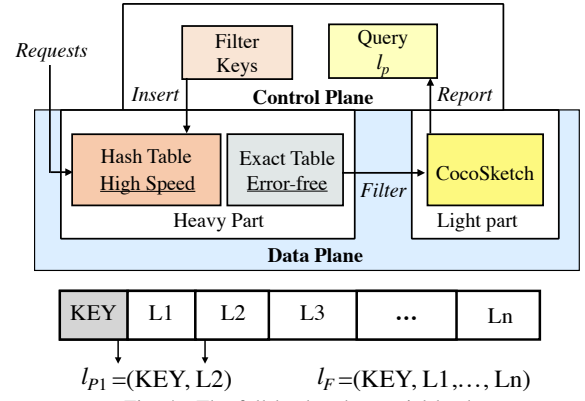 Requests
Filter
Keys
Query
l_p
Insert
Control Plane
Report
Hash Table
High Speed
Exact Table
Error-free
Filter
CocoSketch
Heavy Part
Light part
Data Plane
KEY L1 L2 L3 ... Ln
l_P1 =(KEY, L2) l_F =(KEY, L1,…, Ln)